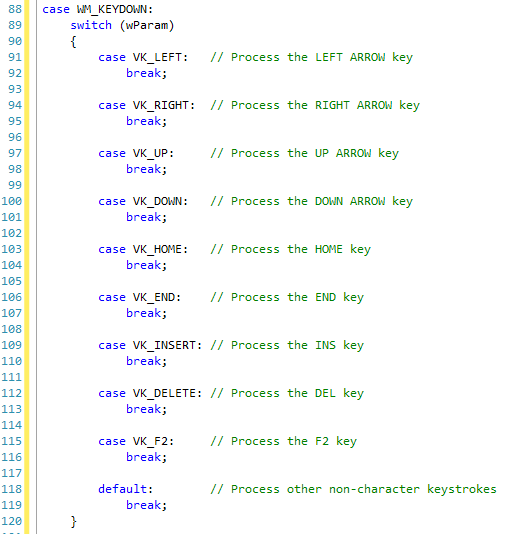 88 case WM_KEYDOWN:
89     switch (wParam)
90     {
91         case VK_LEFT:   // Process the LEFT ARROW key
92             break;
93
94         case VK_RIGHT:  // Process the RIGHT ARROW key
95             break;
96
97         case VK_UP:     // Process the UP ARROW key
98             break;
99
100         case VK_DOWN:   // Process the DOWN ARROW key
101             break;
102
103         case VK_HOME:   // Process the HOME key
104             break;
105
106         case VK_END:    // Process the END key
107             break;
108
109         case VK_INSERT: // Process the INS key
110             break;
111
112         case VK_DELETE: // Process the DEL key
113             break;
114
115         case VK_F2:     // Process the F2 key
116             break;
117
118         default:        // Process other non-character keystrokes
119             break;
120     }